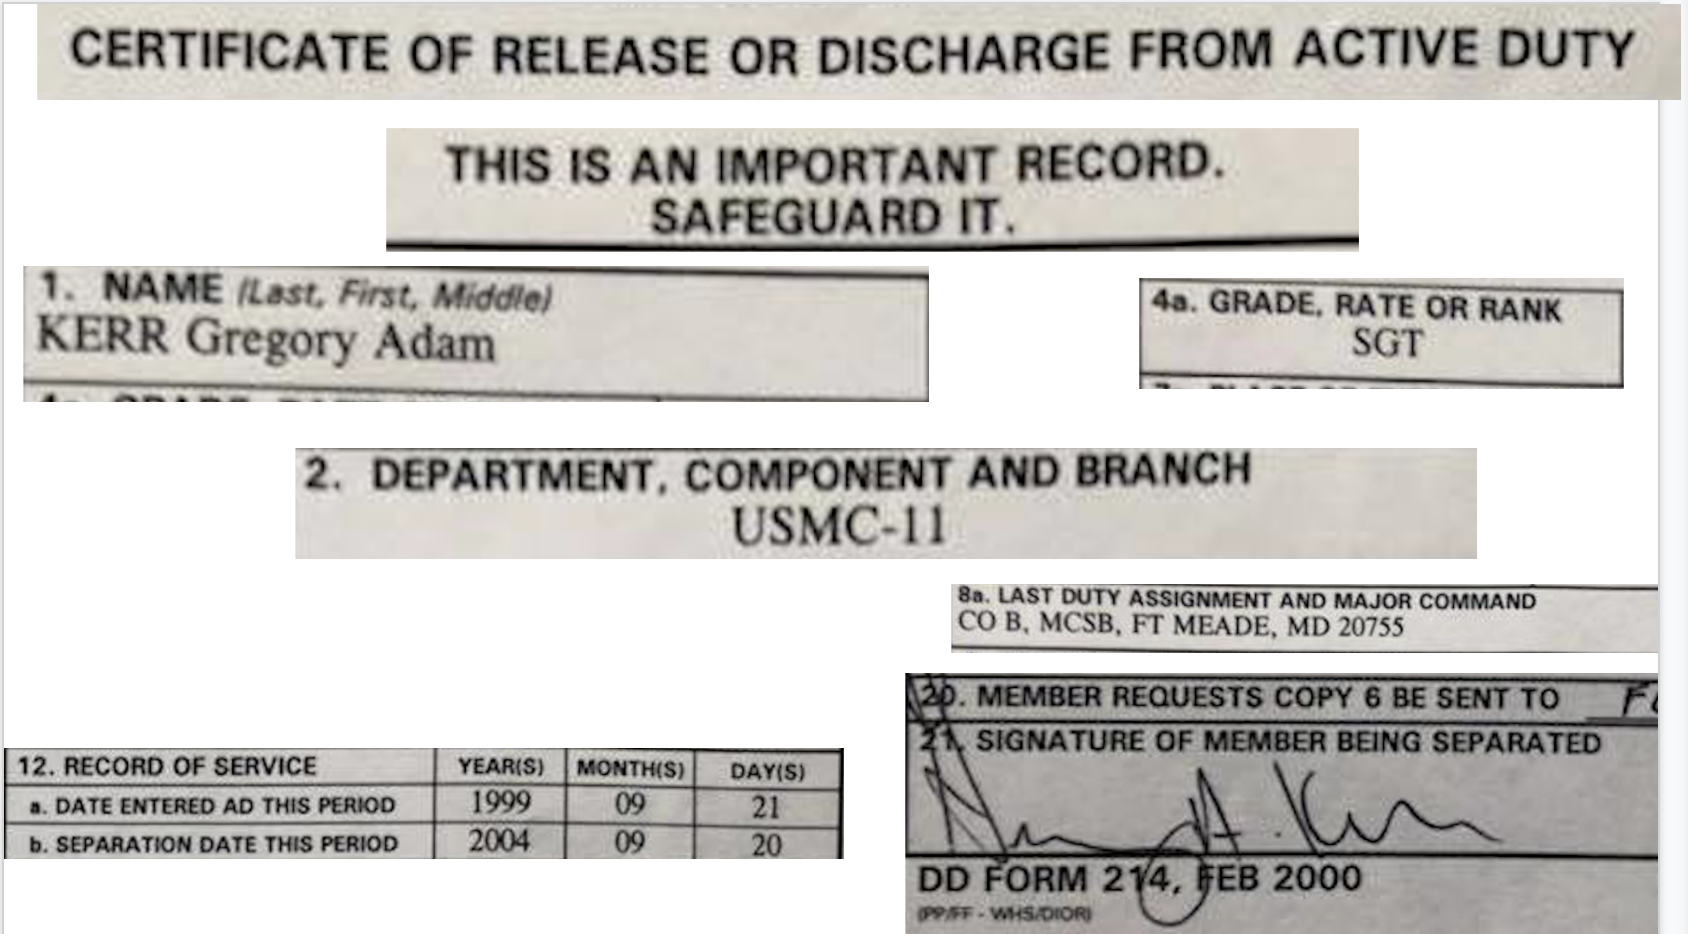 CERTIFICATE OF RELEASE OR DISCHARGE FROM ACTIVE DUTY
THIS IS AN IMPORTANT RECORD.
SAFEGUARD IT.
1. NAME (Last, First, Middle)
KERR Gregory Adam
4a. GRADE, RATE OR RANK
SGT
2. DEPARTMENT, COMPONENT AND BRANCH
USMC-11
8a. LAST DUTY ASSIGNMENT AND MAJOR COMMAND
CO B, MCSB, FT MEADE, MD 20755
12. RECORD OF SERVICE YEAR(S) MONTH(S) DAY(S)
a. DATE ENTERED AD THIS PERIOD 1999 09 21
b. SEPARATION DATE THIS PERIOD 2004 09 20
20. MEMBER REQUESTS COPY 6 BE SENT TO
21. SIGNATURE OF MEMBER BEING SEPARATED
DD FORM 214, FEB 2000
(PP/FF - WHS/DIOR)